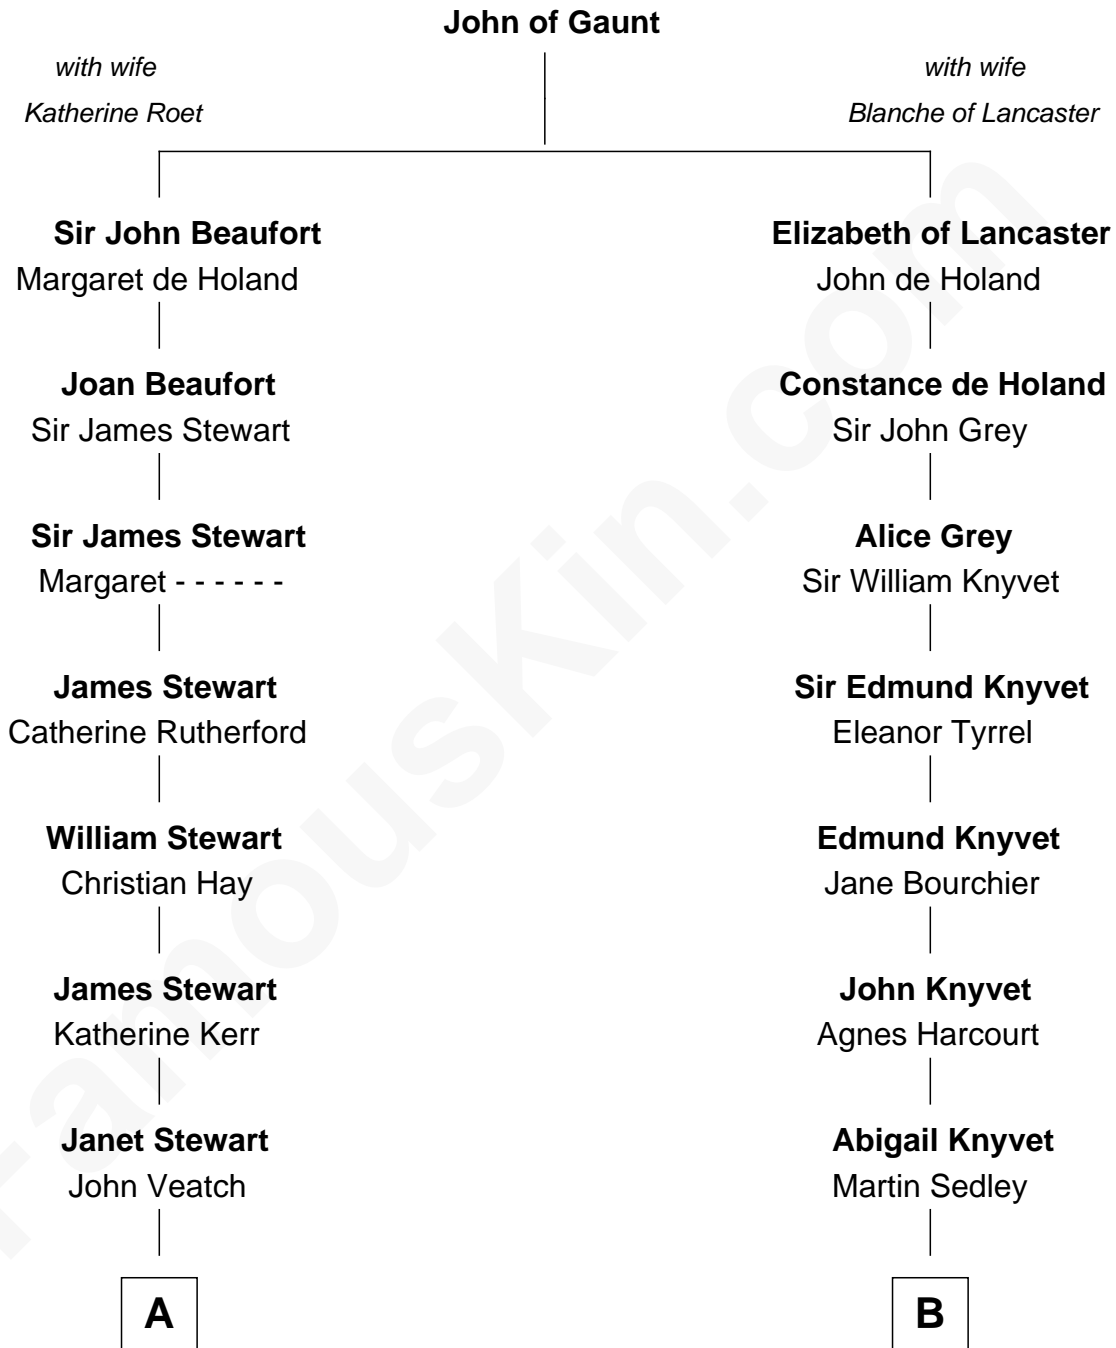 John of Gaunt
with wife
Katherine Roet
with wife
Blanche of Lancaster
Sir John Beaufort
Margaret de Holand
Elizabeth of Lancaster
John de Holand
Joan Beaufort
Sir James Stewart
Constance de Holand
Sir John Grey
Sir James Stewart
Margaret - - - - - -
Alice Grey
Sir William Knyvet
James Stewart
Catherine Rutherford
Sir Edmund Knyvet
Eleanor Tyrrel
William Stewart
Christian Hay
Edmund Knyvet
Jane Bourchier
James Stewart
Katherine Kerr
John Knyvet
Agnes Harcourt
Janet Stewart
John Veatch
Abigail Knyvet
Martin Sedley
A
B
FamousKin.com